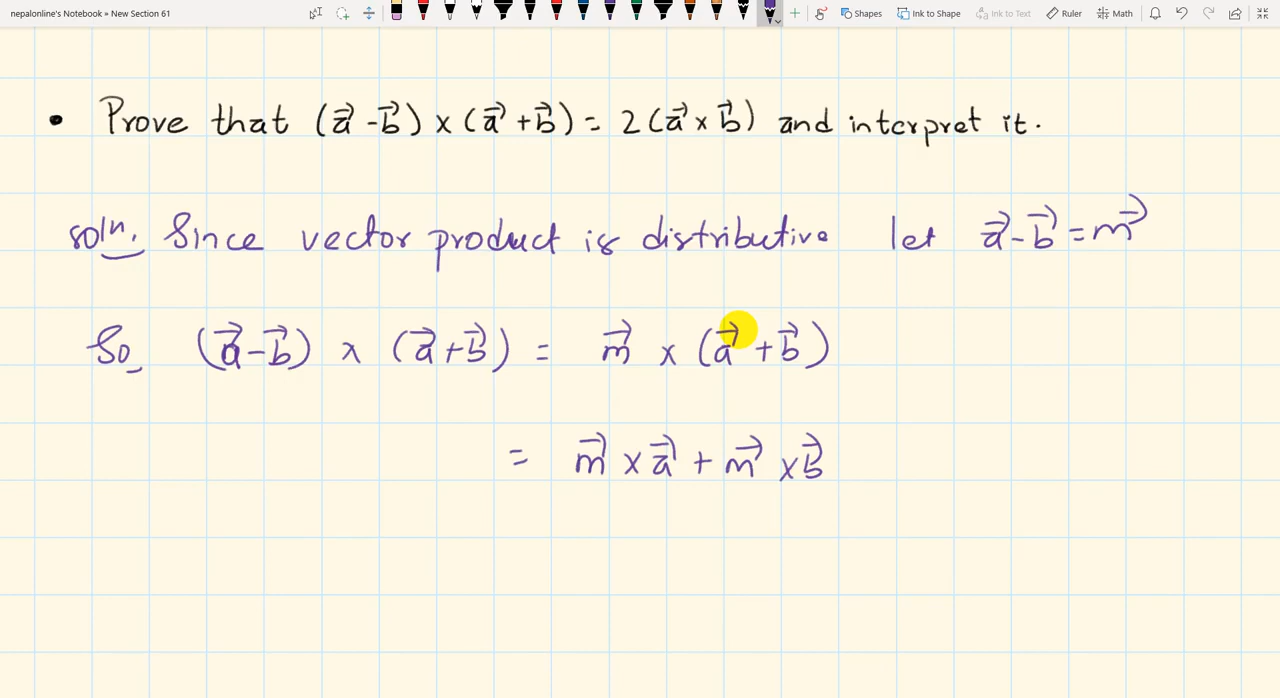 nepalonline's Notebook » New Section 61
Shapes Ink to Shape Ink to Text Ruler Math
• Prove that (a⃗ - b⃗) × (a⃗ + b⃗) = 2(a⃗ × b⃗) and interpret it.
soln. Since vector product is distributive let a⃗ - b⃗ = m⃗
So, (a⃗ - b⃗) × (a⃗ + b⃗) = m⃗ × (a⃗ + b⃗)
= m⃗ × a⃗ + m⃗ × b⃗